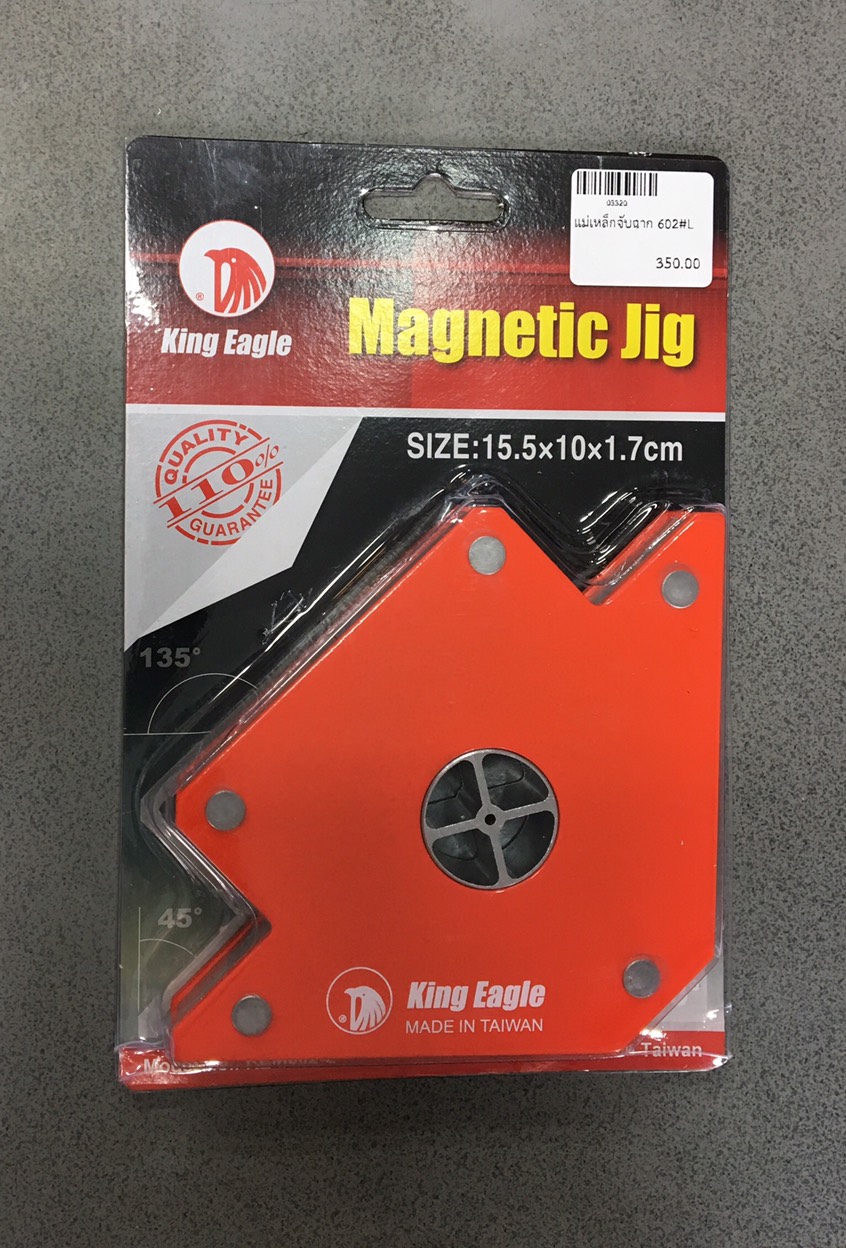 03320
แม่เหล็กจับฉาก 602#L
350.00
King Eagle
®
Magnetic Jig
QUALITY
110%
GUARANTEE
SIZE:15.5×10×1.7cm
135°
45°
®
King Eagle
MADE IN TAIWAN
Taiwan